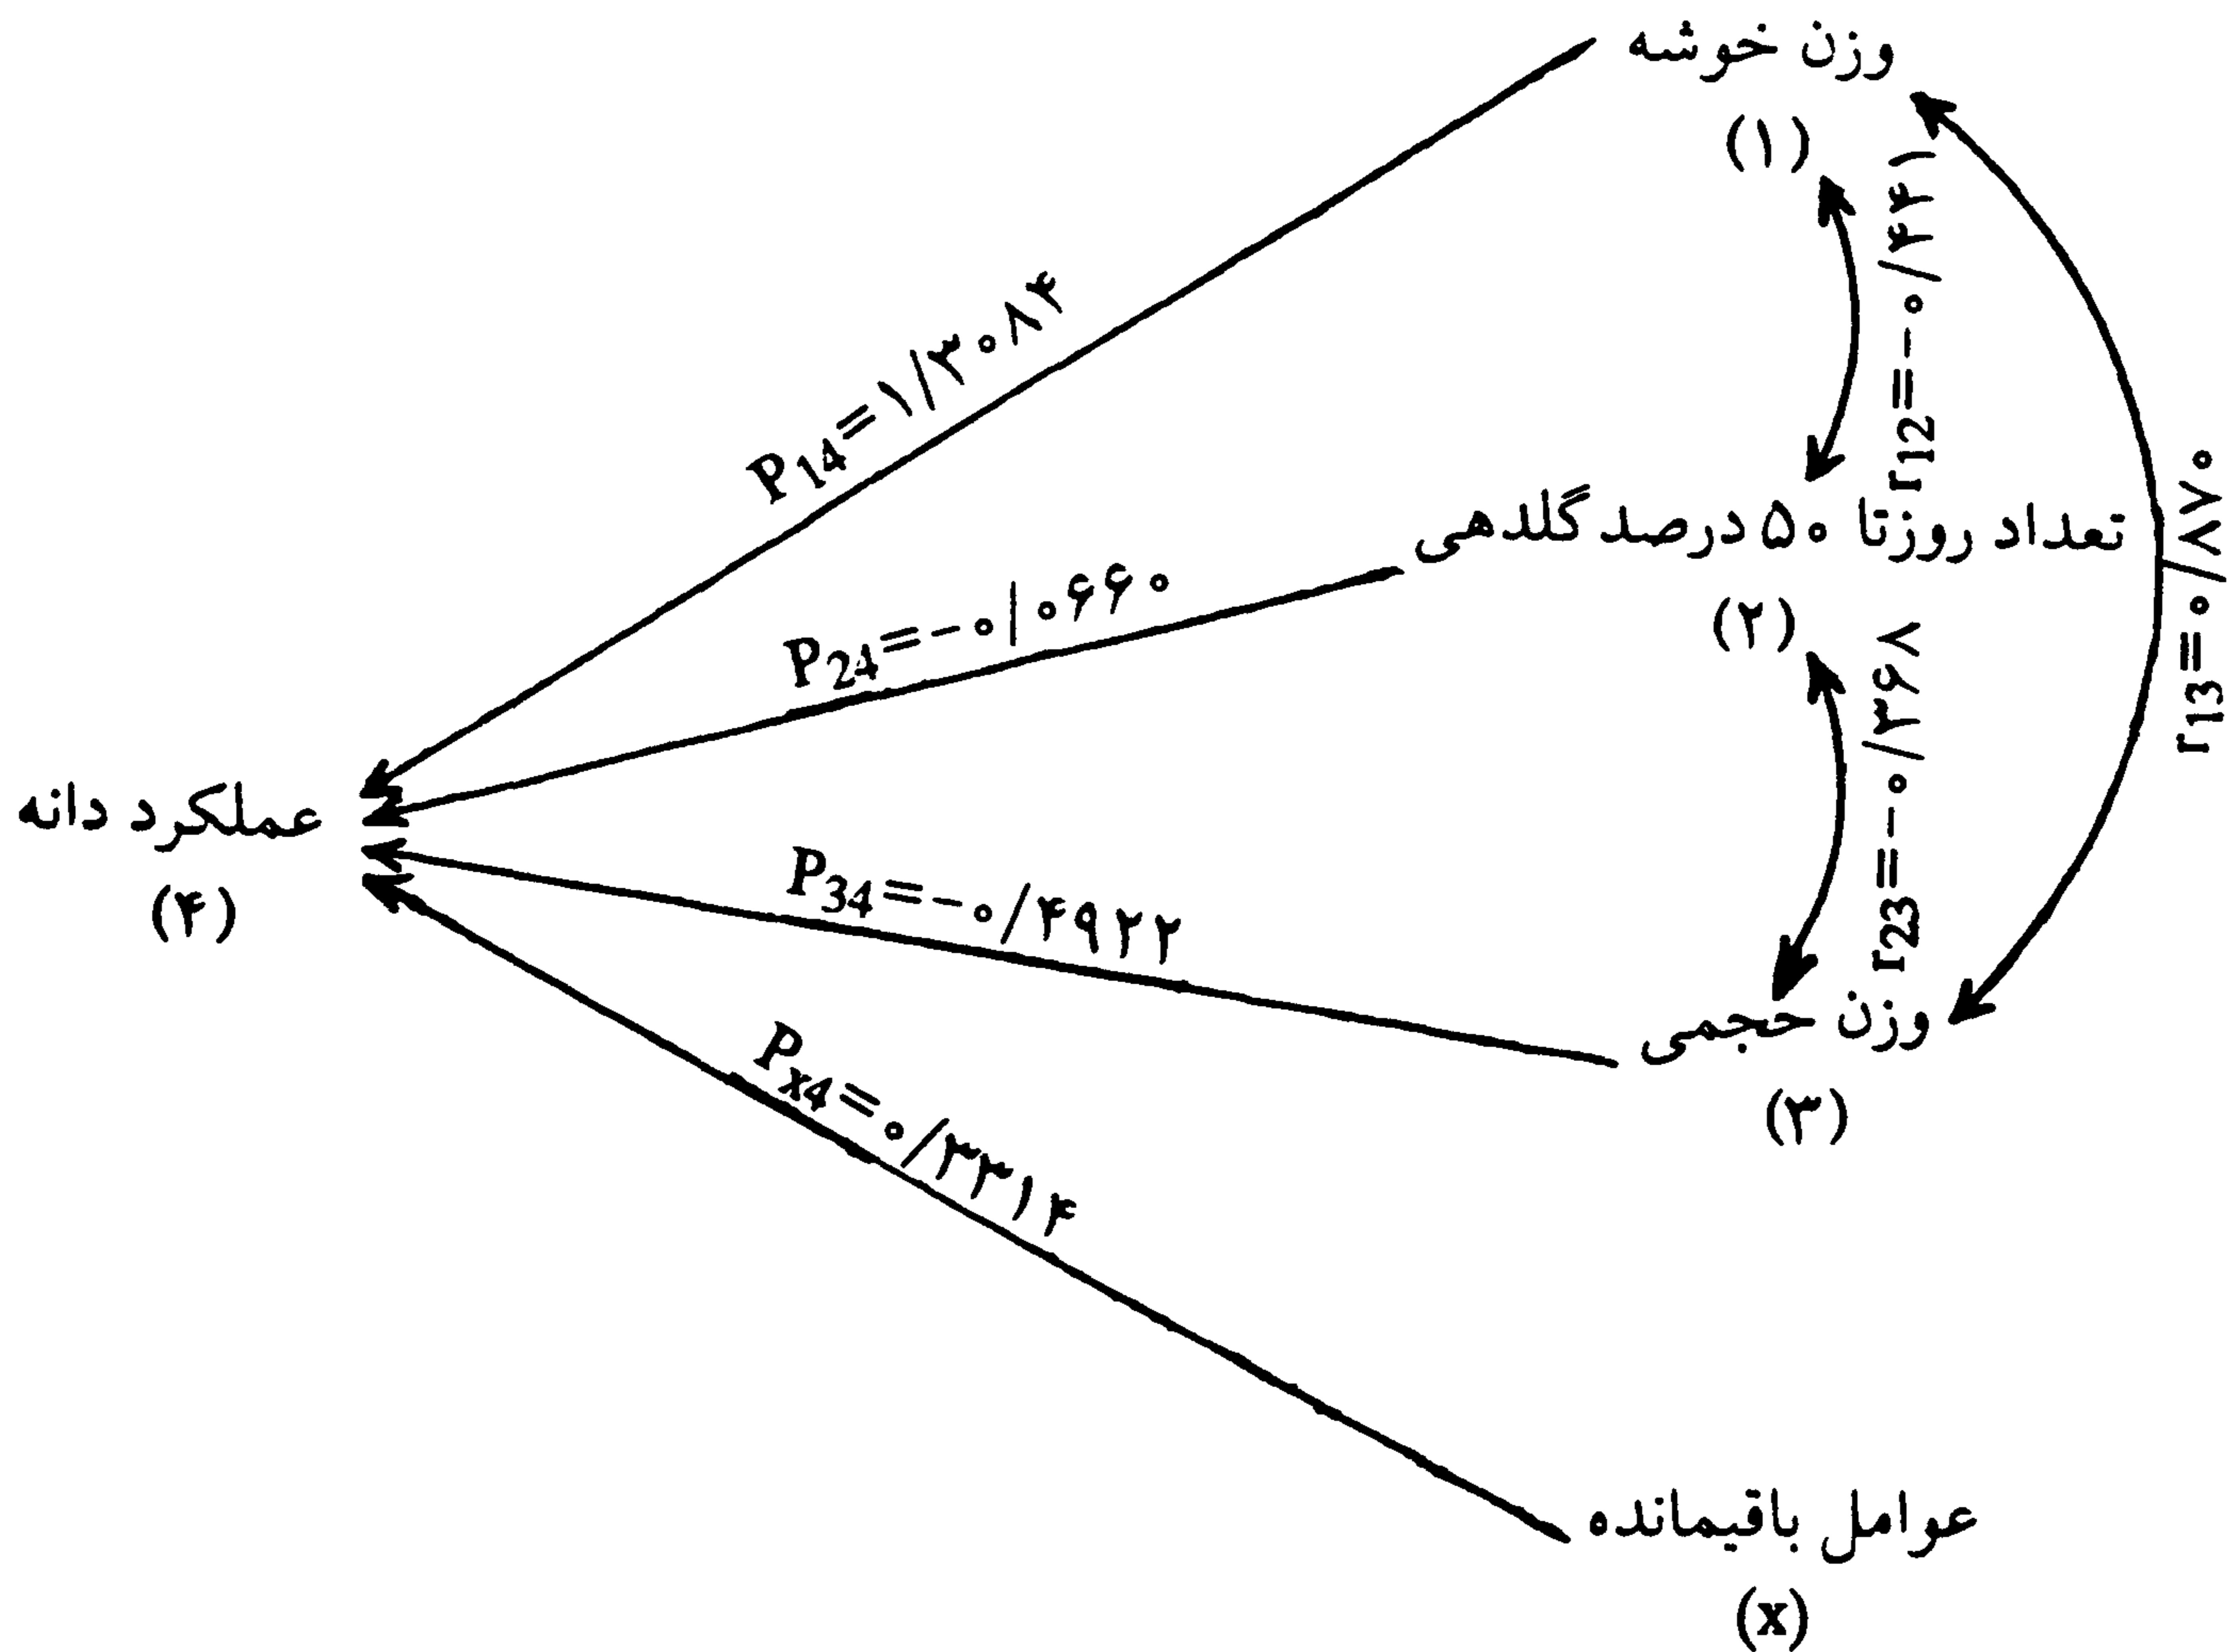 وزن خوشه
(۱)
P14=۱/۳۰۸۴
r12=-۰/۴۳۱
تعداد روزتا ۵۰ درصد گلدهی
(۲)
r13=۰/۸۷۰
P24=-۰/۰۶۶۰
r23=-۰/۳۶۸
عملکرد دانه
(۴)
P34=-۰/۴۹۲۲
وزن حجمی
(۳)
Px4=۰/۳۳۱۴
عوامل باقیمانده
(x)